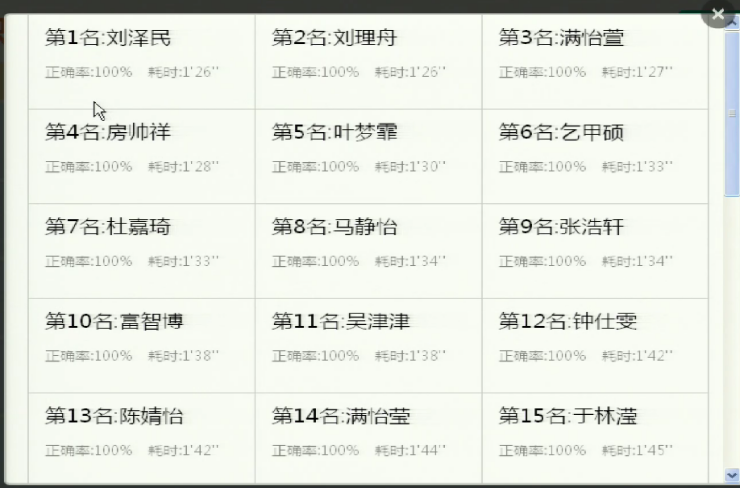 第1名:刘泽民 第2名:刘理舟 第3名:满怡萱
正确率:100% 耗时:1'26'' 正确率:100% 耗时:1'26'' 正确率:100% 耗时:1'27''
第4名:房帅祥 第5名:叶梦霏 第6名:乞甲硕
正确率:100% 耗时:1'28'' 正确率:100% 耗时:1'30'' 正确率:100% 耗时:1'33''
第7名:杜嘉琦 第8名:马静怡 第9名:张浩轩
正确率:100% 耗时:1'33'' 正确率:100% 耗时:1'34'' 正确率:100% 耗时:1'34''
第10名:富智博 第11名:吴津津 第12名:钟仕雯
正确率:100% 耗时:1'38'' 正确率:100% 耗时:1'38'' 正确率:100% 耗时:1'42''
第13名:陈婧怡 第14名:满怡莹 第15名:于林滢
正确率:100% 耗时:1'42'' 正确率:100% 耗时:1'44'' 正确率:100% 耗时:1'45''